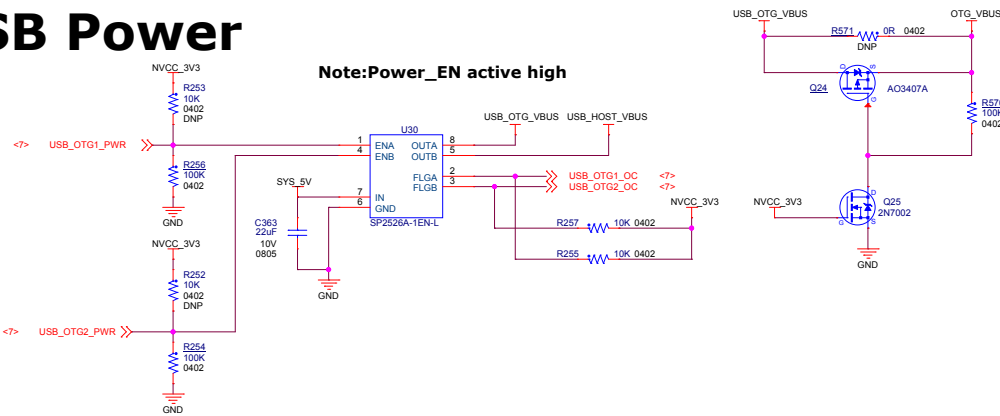 SB Power
Note:Power_EN active high
NVCC_3V3
R253
10K
0402
DNP
<7> USB_OTG1_PWR
R256
100K
0402
GND
NVCC_3V3
R252
10K
0402
DNP
<7> USB_OTG2_PWR
R254
100K
0402
GND
SYS_5V
C363
22uF
10V
0805
GND
U30
1 ENA OUTA 8
4 ENB OUTB 5
FLGA 2
FLGB 3
7 IN
6 GND
SP2526A-1EN-L
USB_OTG_VBUS USB_HOST_VBUS
USB_OTG1_OC <7>
USB_OTG2_OC <7>
NVCC_3V3
R257 10K 0402
R255 10K 0402
USB_OTG_VBUS OTG_VBUS
R571 0R 0402
DNP
D S
G
Q24 AO3407A
100K
0402
NVCC_3V3
D
G S
Q25
2N7002
GND